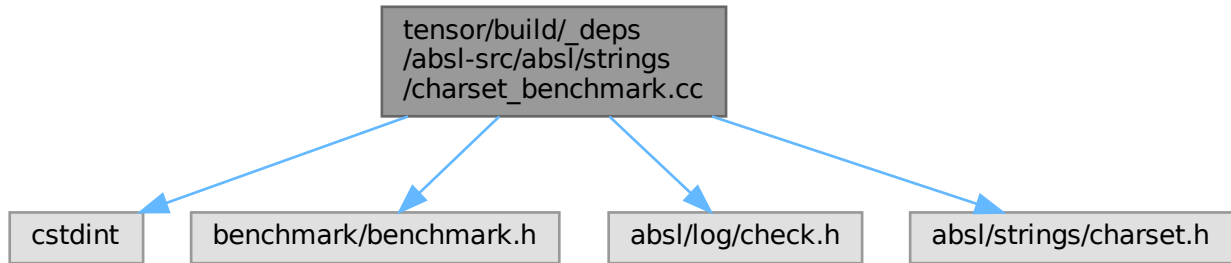 tensor/build/_deps
/absl-src/absl/strings
/charset_benchmark.cc
cstdint
benchmark/benchmark.h
absl/log/check.h
absl/strings/charset.h